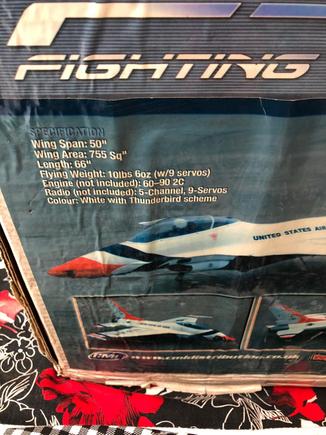 FIGHTING
SPECIFICATION
Wing Span: 50"
Wing Area: 755 Sq"
Length: 66"
Flying Weight: 10lbs 6oz (w/9 servos)
Engine (not included): 60-90 2C
Radio (not included): 5-Channel, 9-Servos
Colour: White with Thunderbird scheme
UNITED STATES AIR
CML www.cmldistribution.co.uk